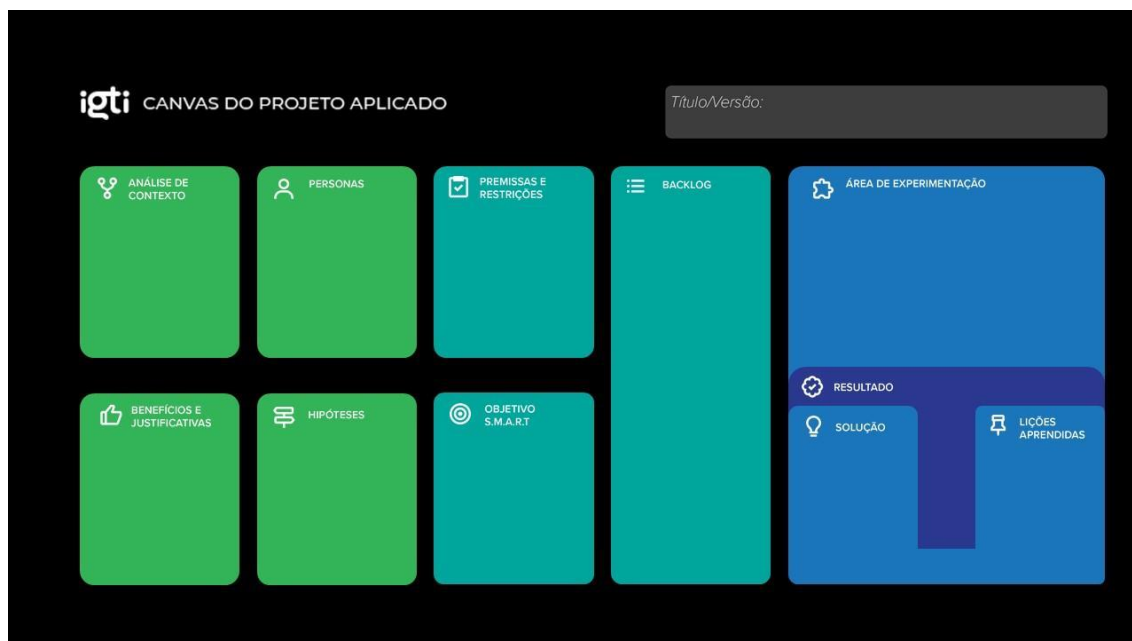 igti CANVAS DO PROJETO APLICADO
Título/Versão:
ANÁLISE DE
CONTEXTO
PERSONAS
PREMISSAS E
RESTRIÇÕES
BACKLOG
ÁREA DE EXPERIMENTAÇÃO
BENEFÍCIOS E
JUSTIFICATIVAS
HIPÓTESES
OBJETIVO
S.M.A.R.T
RESULTADO
SOLUÇÃO
LIÇÕES
APRENDIDAS